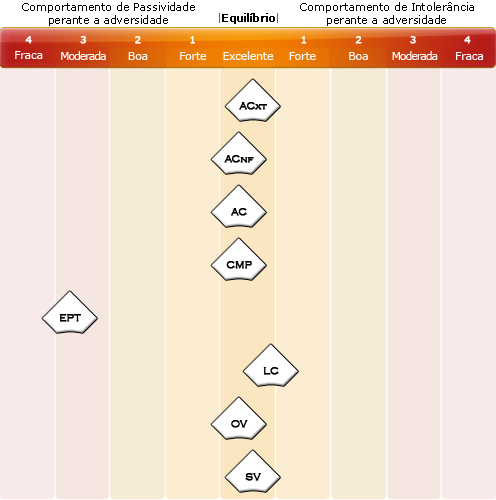 Comportamento de Passividade
perante a adversidade
|Equilíbrio|
Comportamento de Intolerância
perante a adversidade
4 3 2 1 1 2 3 4
Fraca Moderada Boa Forte Excelente Forte Boa Moderada Fraca
ACXT
ACNF
AC
CMP
EPT
LC
OV
SV